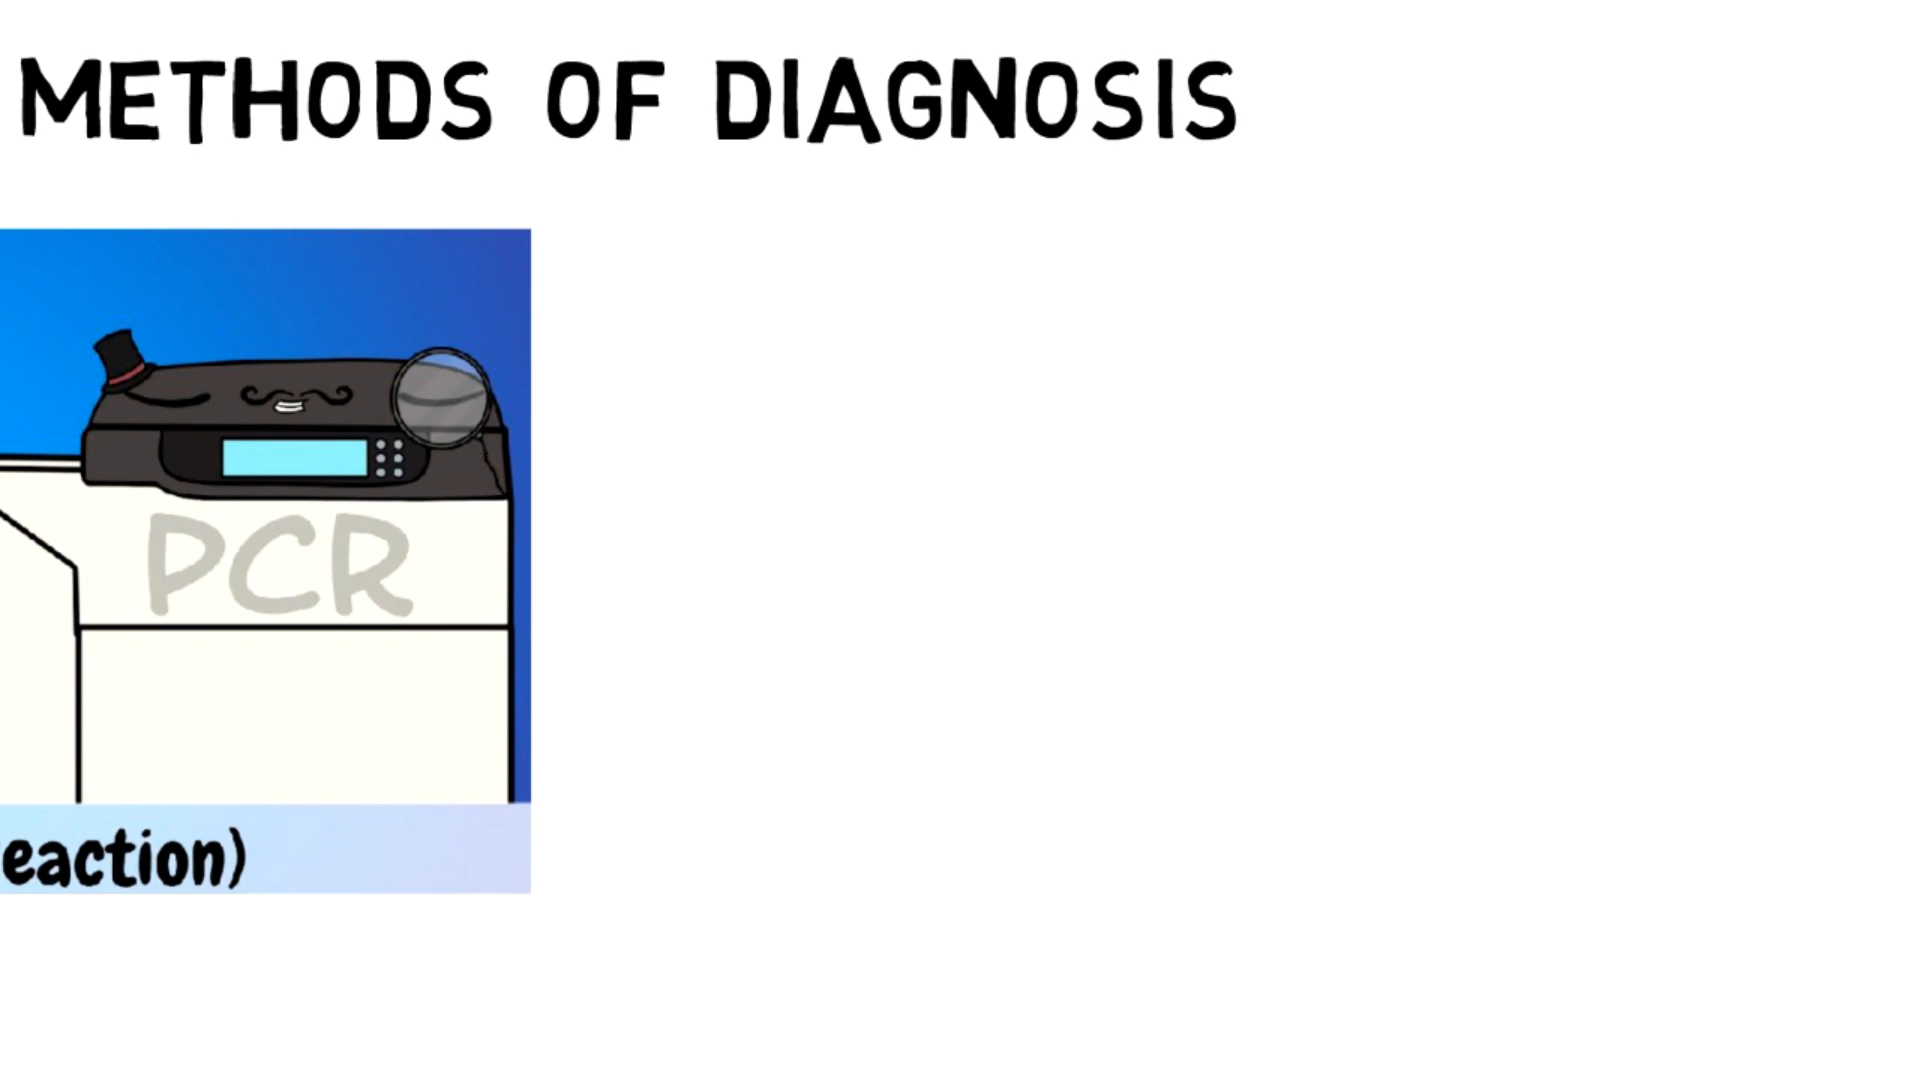 METHODS OF DIAGNOSIS
PCR
eaction)